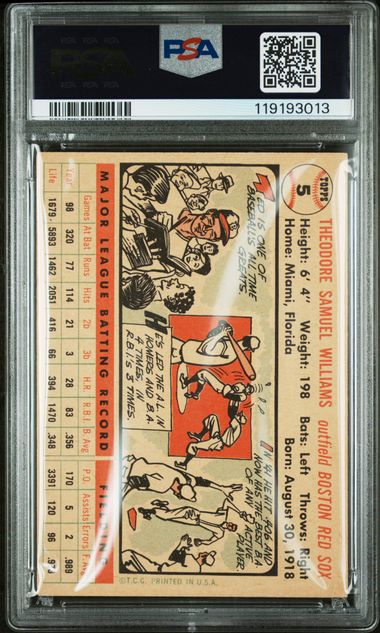 PSA
119193013
TOPPS
5
THEODORE SAMUEL WILLIAMS outfield BOSTON RED SOX
Height: 6' 4" Weight: 198 Bats: Left Throws: Right
Home: Miami, Florida Born: August 30, 1918
TED IS ONE OF
BASEBALL'S ALL-TIME
GREATS.
HE'S LED THE A.L. IN
HOMERS AND B.A.
4 TIMES, IN
R.B.I.'S 3 TIMES.
IN '41 HE HIT .406 AND
NOW HAS THE BEST B.A.
OF ANY ACTIVE
PLAYER.
©T.C.G. PRINTED IN U.S.A.
MAJOR LEAGUE BATTING RECORD FIELDING
Games At Bat Runs Hits 2b 3b H.R. R.B.I. B. Avg P.O. Assists Errors F. Avg
Year 98 320 77 114 21 3 28 83 .356 170 5 2 .989
Life 1679 5893 1462 2051 416 66 394 1470 .348 3391 120 96